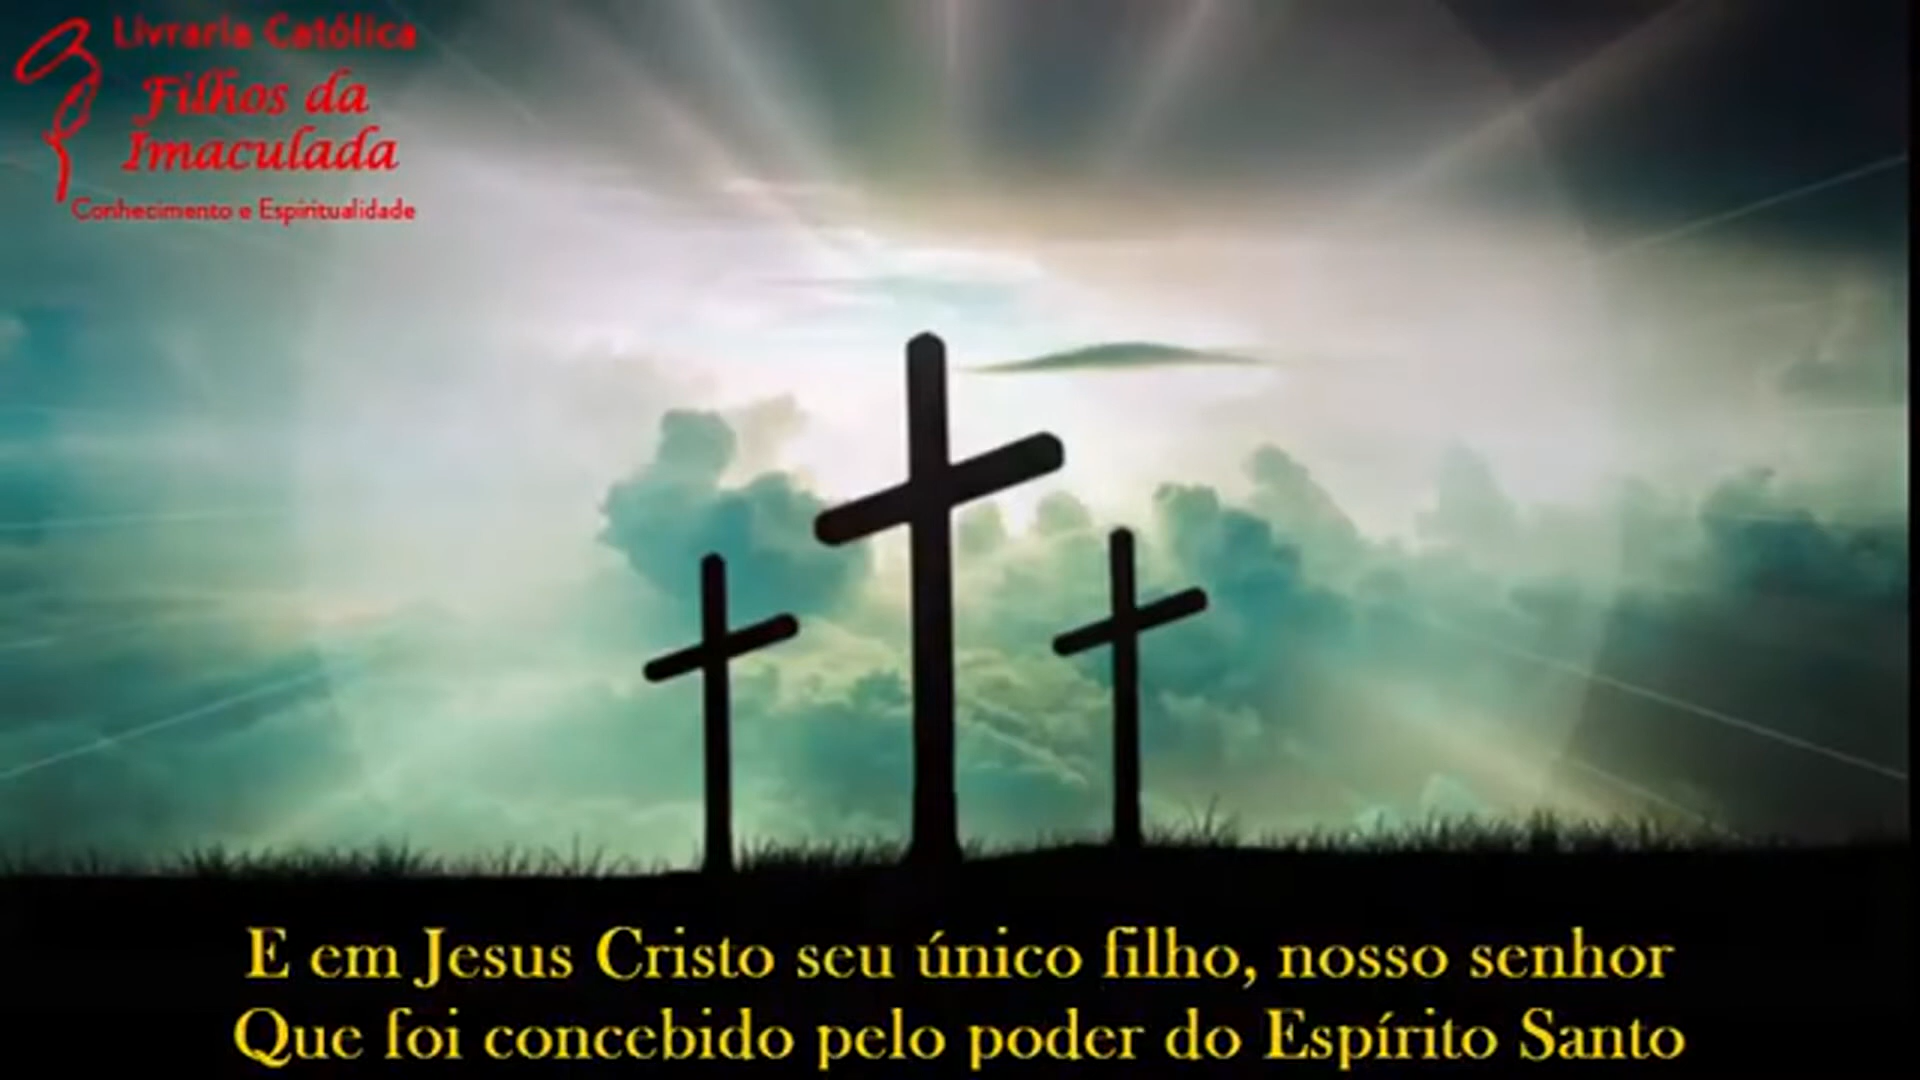 Livraria Católica
Filhos da
Imaculada
Conhecimento e Espiritualidade
E em Jesus Cristo seu único filho, nosso senhor
Que foi concebido pelo poder do Espírito Santo